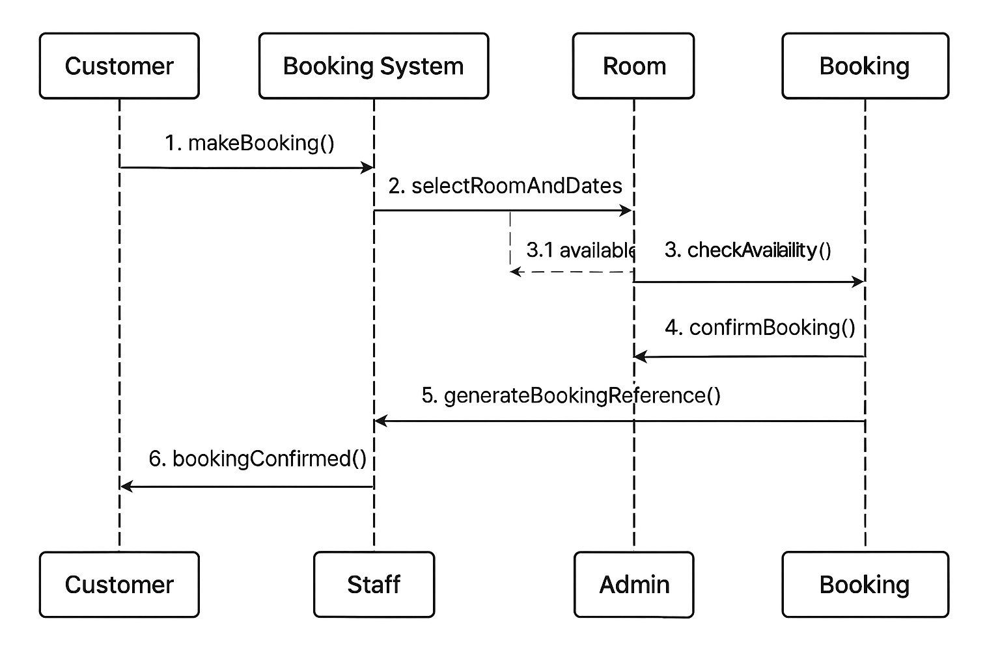 Customer
Booking System
Room
Booking
1. makeBooking()
2. selectRoomAndDates
3.1 available
3. checkAvailaility()
4. confirmBooking()
5. generateBookingReference()
6. bookingConfirmed()
Customer
Staff
Admin
Booking